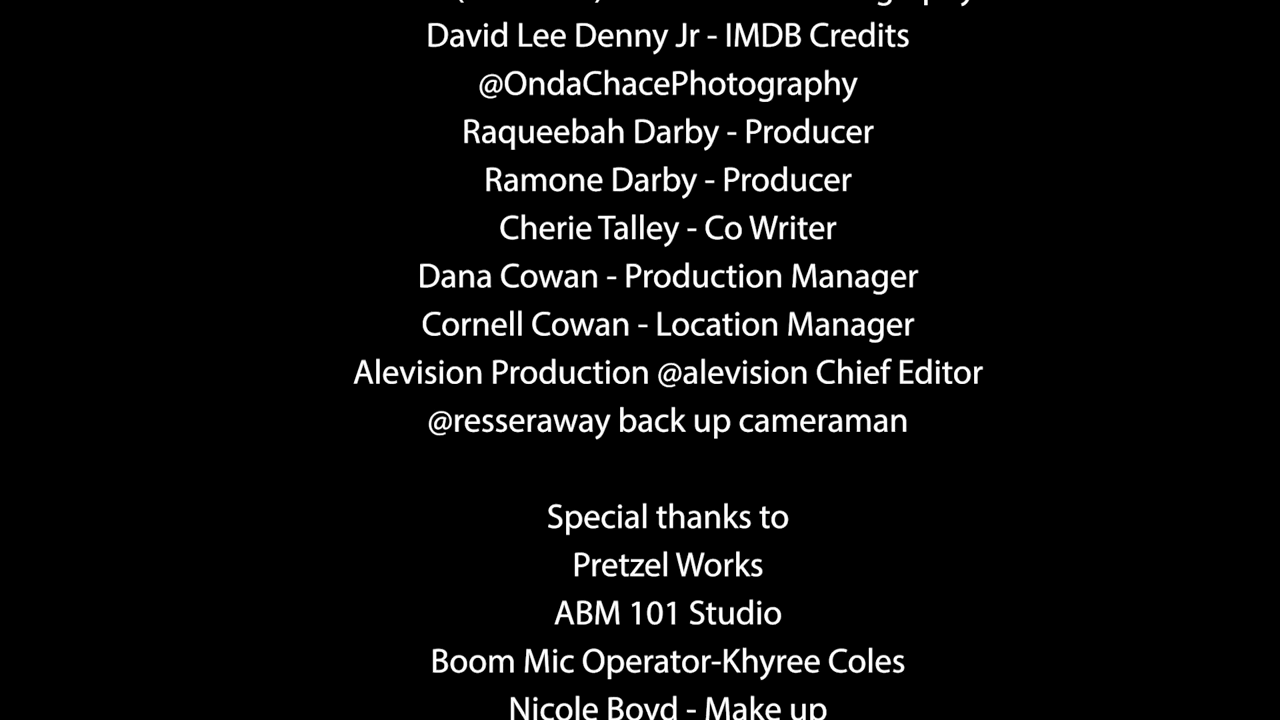 David Lee Denny Jr - IMDB Credits
@OndaChacePhotography
Raqueebah Darby - Producer
Ramone Darby - Producer
Cherie Talley - Co Writer
Dana Cowan - Production Manager
Cornell Cowan - Location Manager
Alevision Production @alevision Chief Editor
@resseraway back up cameraman
Special thanks to
Pretzel Works
ABM 101 Studio
Boom Mic Operator-Khyree Coles
Nicole Boyd - Make up